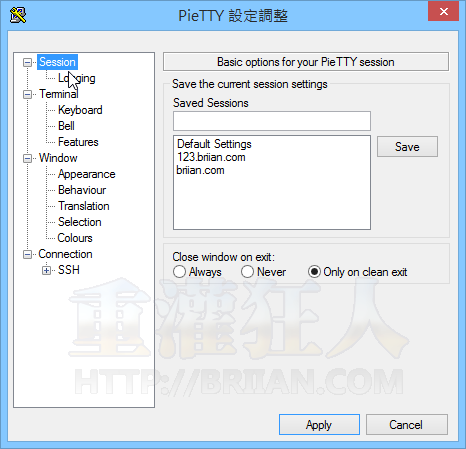 PieTTY 設定調整
Session
Logging
Terminal
Keyboard
Bell
Features
Window
Appearance
Behaviour
Translation
Selection
Colours
Connection
SSH
Basic options for your PieTTY session
Save the current session settings
Saved Sessions
Default Settings
123.briian.com
briian.com
Save
Close window on exit:
Always Never Only on clean exit
重灌狂人
HTTP://BRIIAN.COM
Apply Cancel